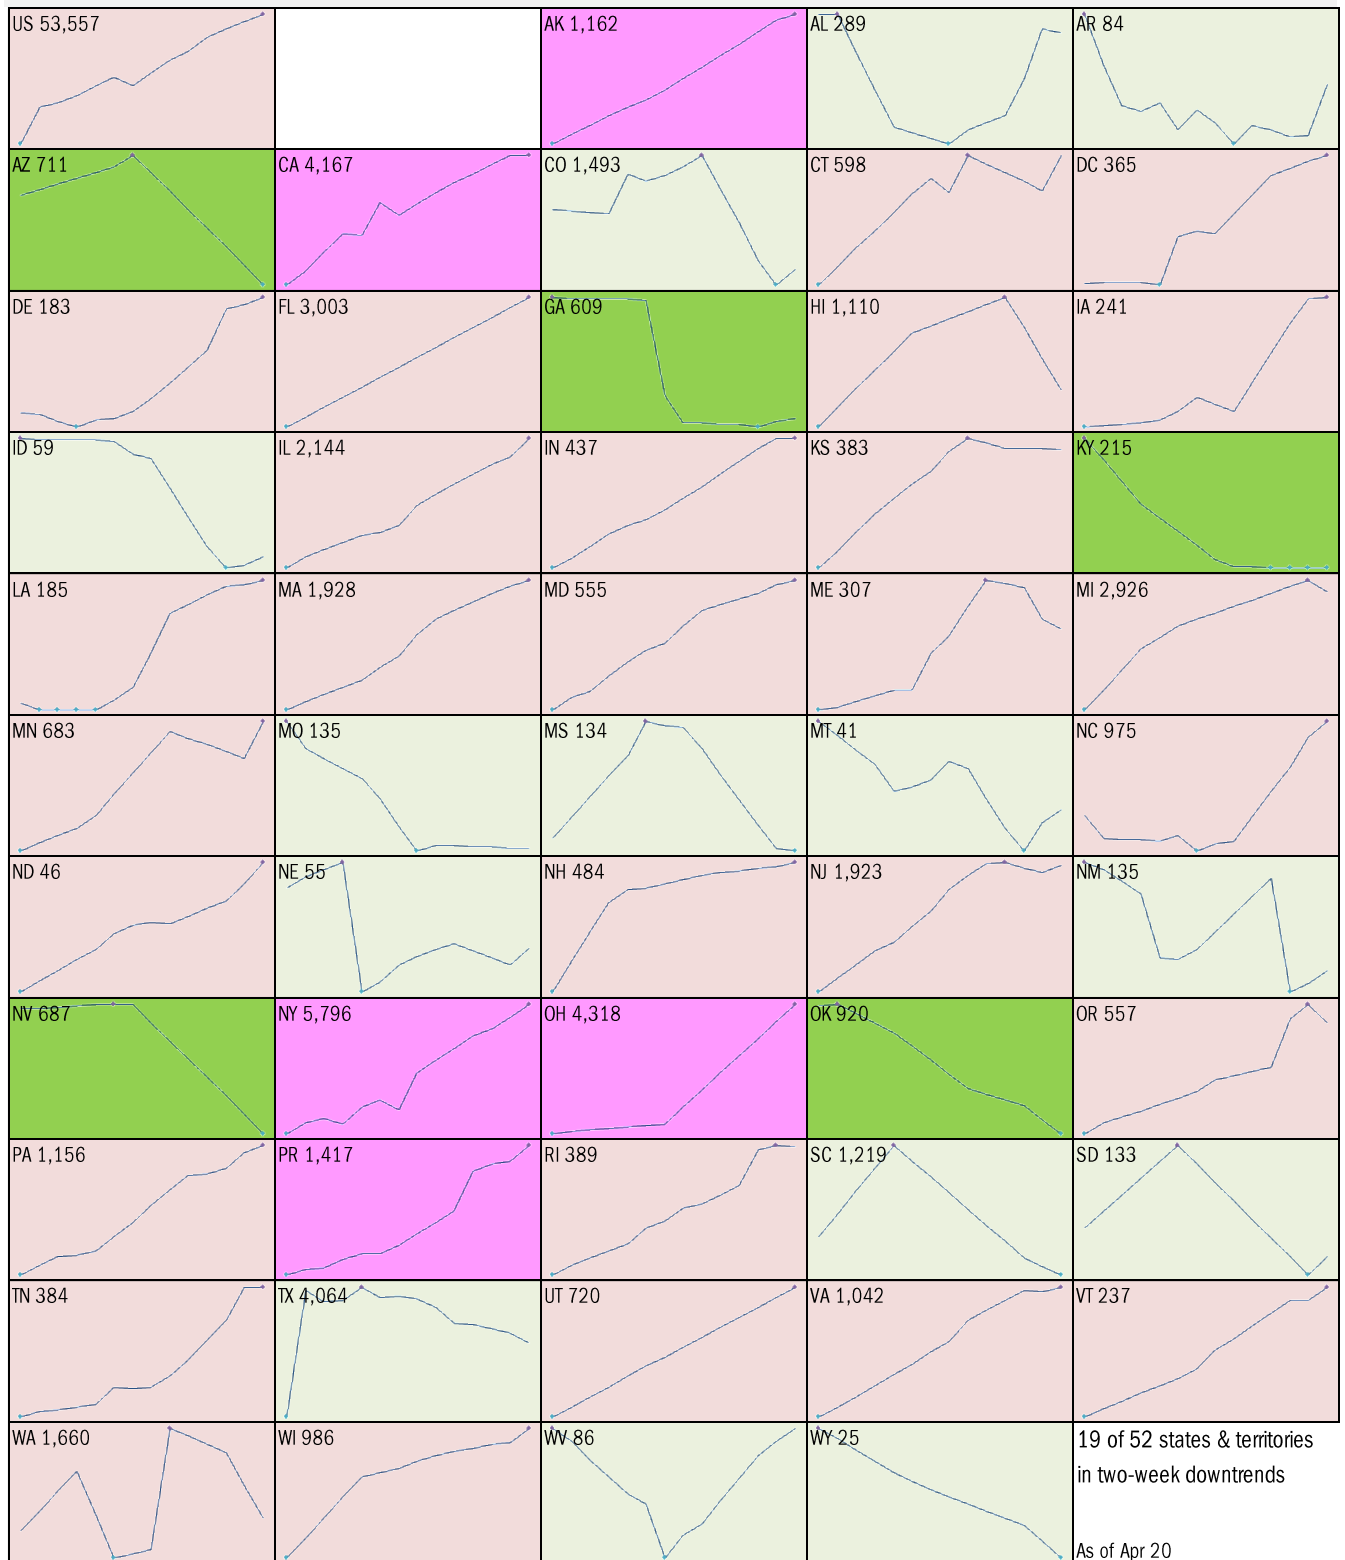 US 53,557
AK 1,162
AL 289
AR 84
AZ 711
CA 4,167
CO 1,493
CT 598
DC 365
DE 183
FL 3,003
GA 609
HI 1,110
IA 241
ID 59
IL 2,144
IN 437
KS 383
KY 215
LA 185
MA 1,928
MD 555
ME 307
MI 2,926
MN 683
MO 135
MS 134
MT 41
NC 975
ND 46
NE 55
NH 484
NJ 1,923
NM 135
NV 687
NY 5,796
OH 4,318
OK 920
OR 557
PA 1,156
PR 1,417
RI 389
SC 1,219
SD 133
TN 384
TX 4,064
UT 720
VA 1,042
VT 237
WA 1,660
WI 986
WV 86
WY 25
19 of 52 states & territories
in two-week downtrends
As of Apr 20